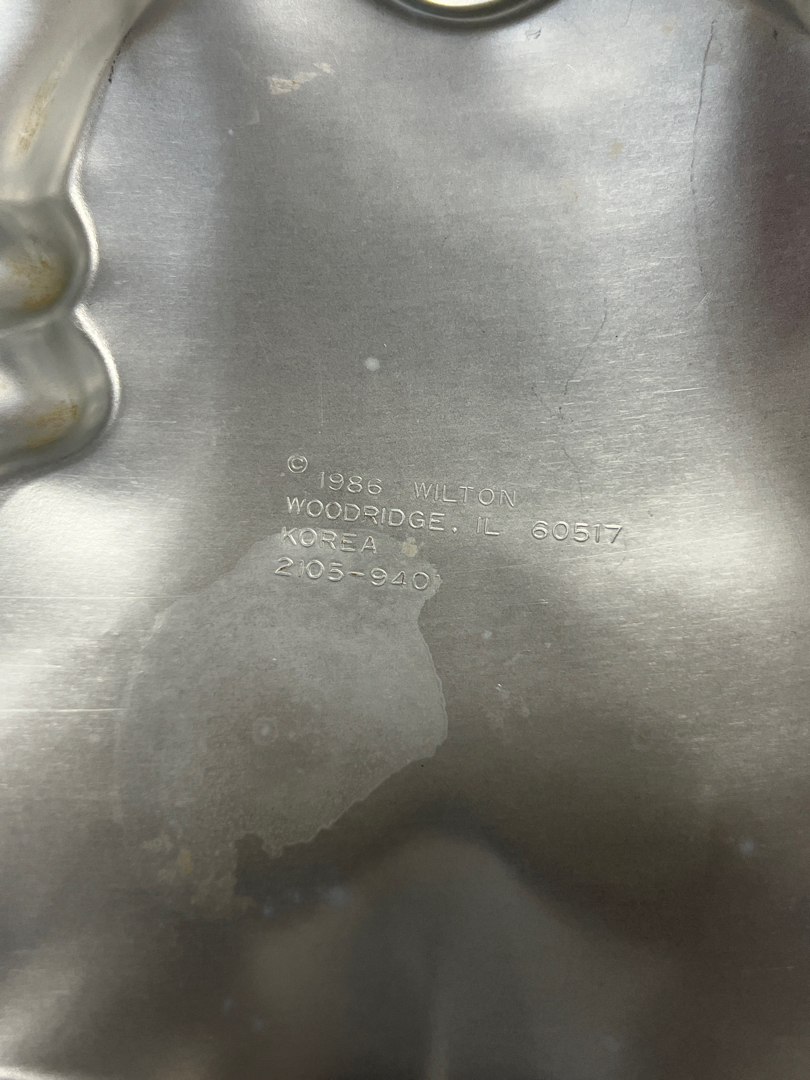 © 1986 WILTON
WOODRIDGE, IL 60517
KOREA
2105-940